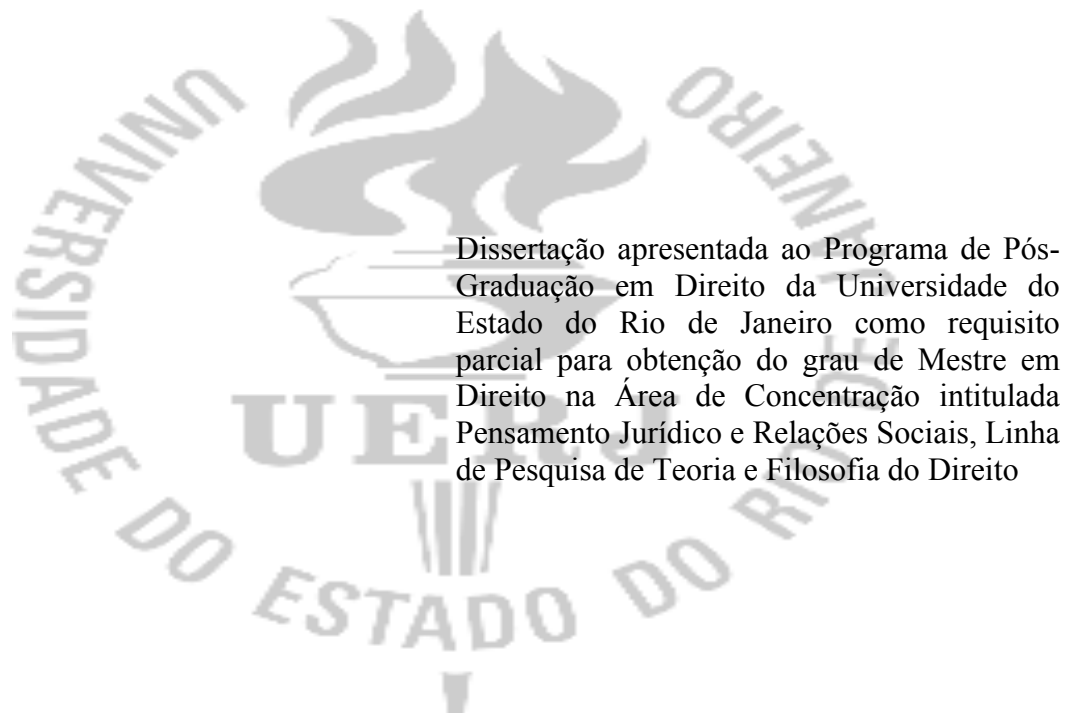 UNIVERSIDADE DO ESTADO DO RIO DE JANEIRO
UERJ
Dissertação apresentada ao Programa de Pós-
Graduação em Direito da Universidade do
Estado do Rio de Janeiro como requisito
parcial para obtenção do grau de Mestre em
Direito na Área de Concentração intitulada
Pensamento Jurídico e Relações Sociais, Linha
de Pesquisa de Teoria e Filosofia do Direito